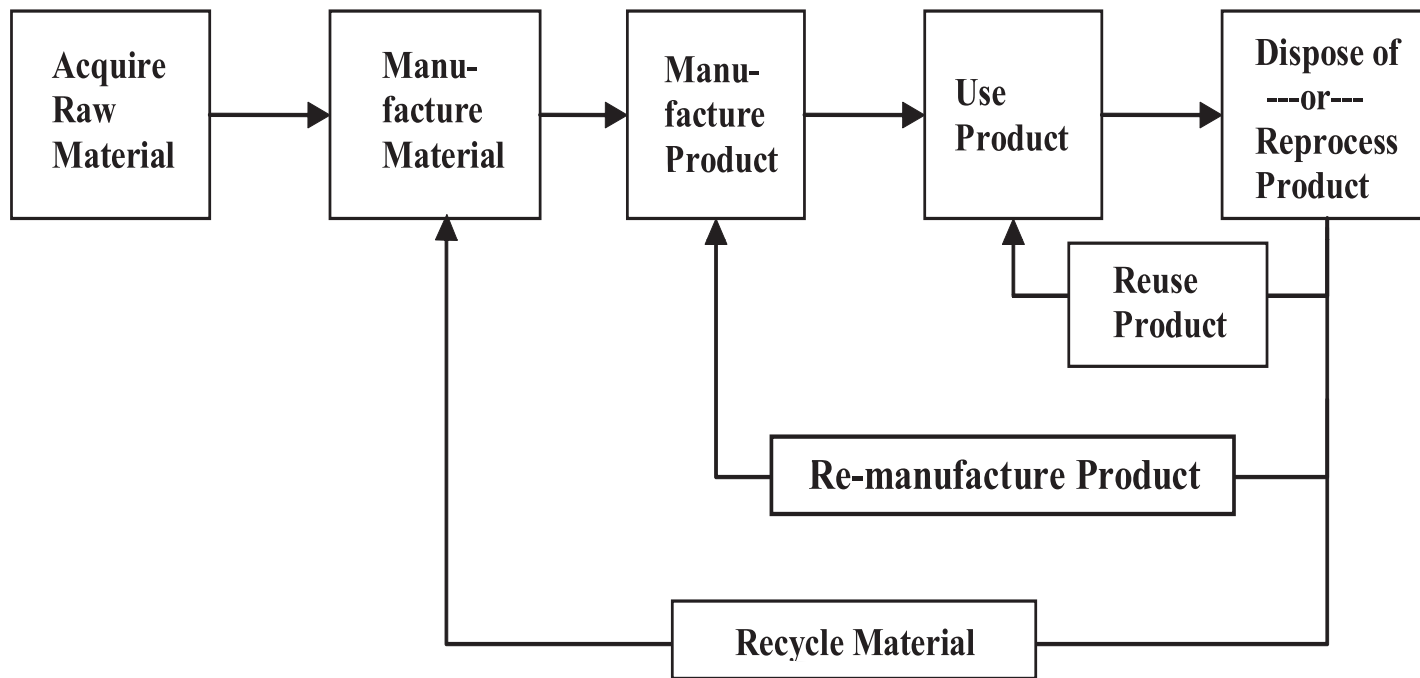 Acquire
Raw
Material
Manu-
facture
Material
Manu-
facture
Product
Use
Product
Dispose of
---or---
Reprocess
Product
Reuse
Product
Re-manufacture Product
Recycle Material